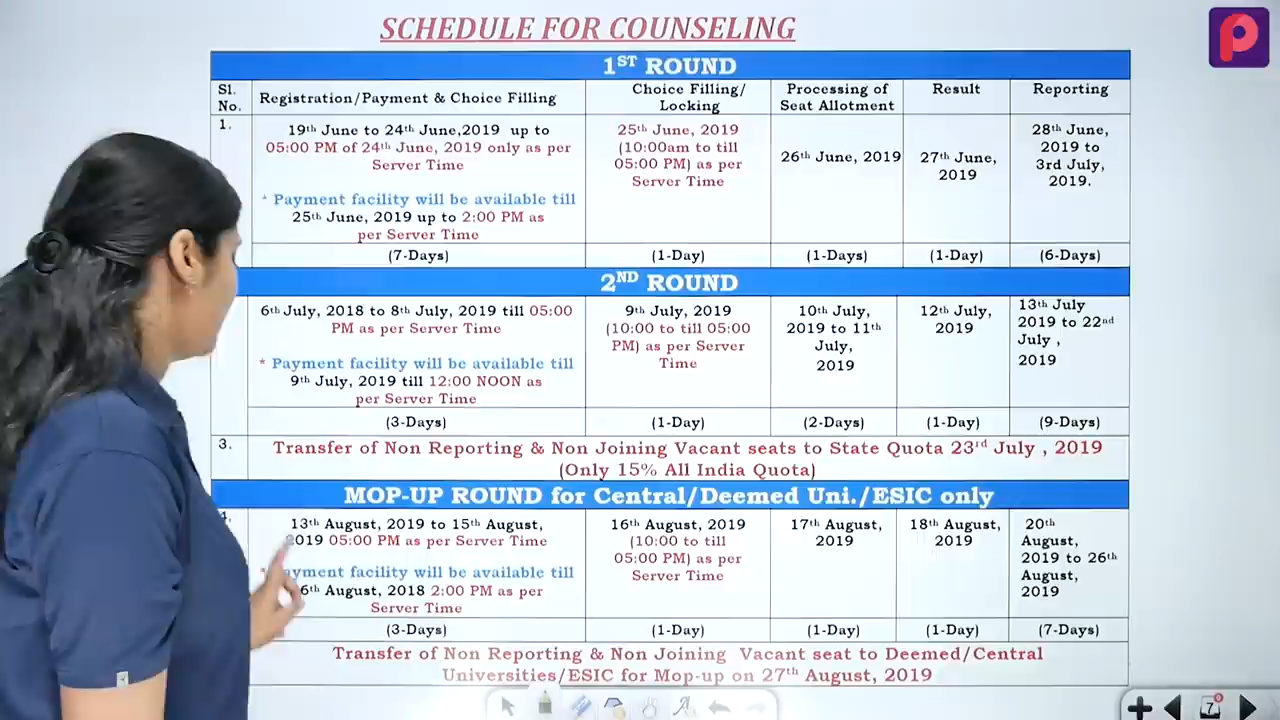 SCHEDULE FOR COUNSELING
1ST ROUND
Sl. No.
Registration/Payment & Choice Filling
Choice Filling/
Locking
Processing of
Seat Allotment
Result
Reporting
1.
19th June to 24th June,2019 up to
05:00 PM of 24th June, 2019 only as per
Server Time
* Payment facility will be available till
25th June, 2019 up to 2:00 PM as
per Server Time
25th June, 2019
(10:00am to till
05:00 PM) as per
Server Time
26th June, 2019
27th June,
2019
28th June,
2019 to
3rd July,
2019.
(7-Days)
(1-Day)
(1-Days)
(1-Day)
(6-Days)
2ND ROUND
6th July, 2018 to 8th July, 2019 till 05:00
PM as per Server Time
* Payment facility will be available till
9th July, 2019 till 12:00 NOON as
per Server Time
9th July, 2019
(10:00 to till 05:00
PM) as per Server
Time
10th July,
2019 to 11th
July,
2019
12th July,
2019
13th July
2019 to 22nd
July ,
2019
(3-Days)
(1-Day)
(2-Days)
(1-Day)
(9-Days)
3.
Transfer of Non Reporting & Non Joining Vacant seats to State Quota 23rd July , 2019
(Only 15% All India Quota)
MOP-UP ROUND for Central/Deemed Uni./ESIC only
13th August, 2019 to 15th August,
2019 05:00 PM as per Server Time
facility will be available till
August, 2018 2:00 PM as per
Server Time
16th August, 2019
(10:00 to till
05:00 PM) as per
Server Time
17th August,
2019
18th August,
2019
20th
August,
2019 to 26th
August,
2019
(3-Days)
(1-Day)
(1-Day)
(1-Day)
(7-Days)
Transfer of Non Reporting & Non Joining Vacant seat to Deemed/Central
Universities/ESIC for Mop-up on 27th August, 2019
7